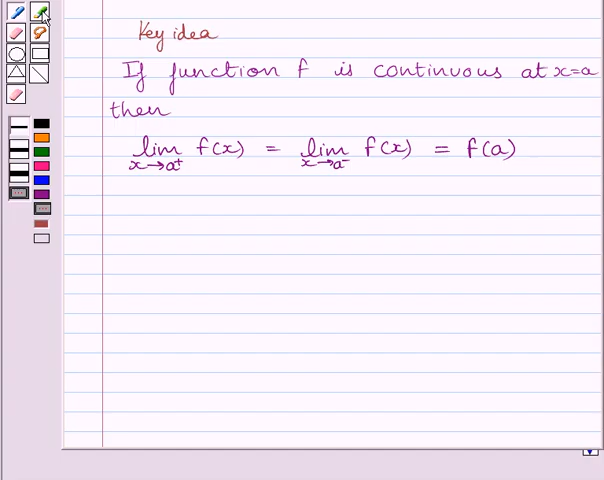 Key idea
If function f is continuous at x=a
then
lim x→a⁺ f(x) = lim x→a⁻ f(x) = f(a)